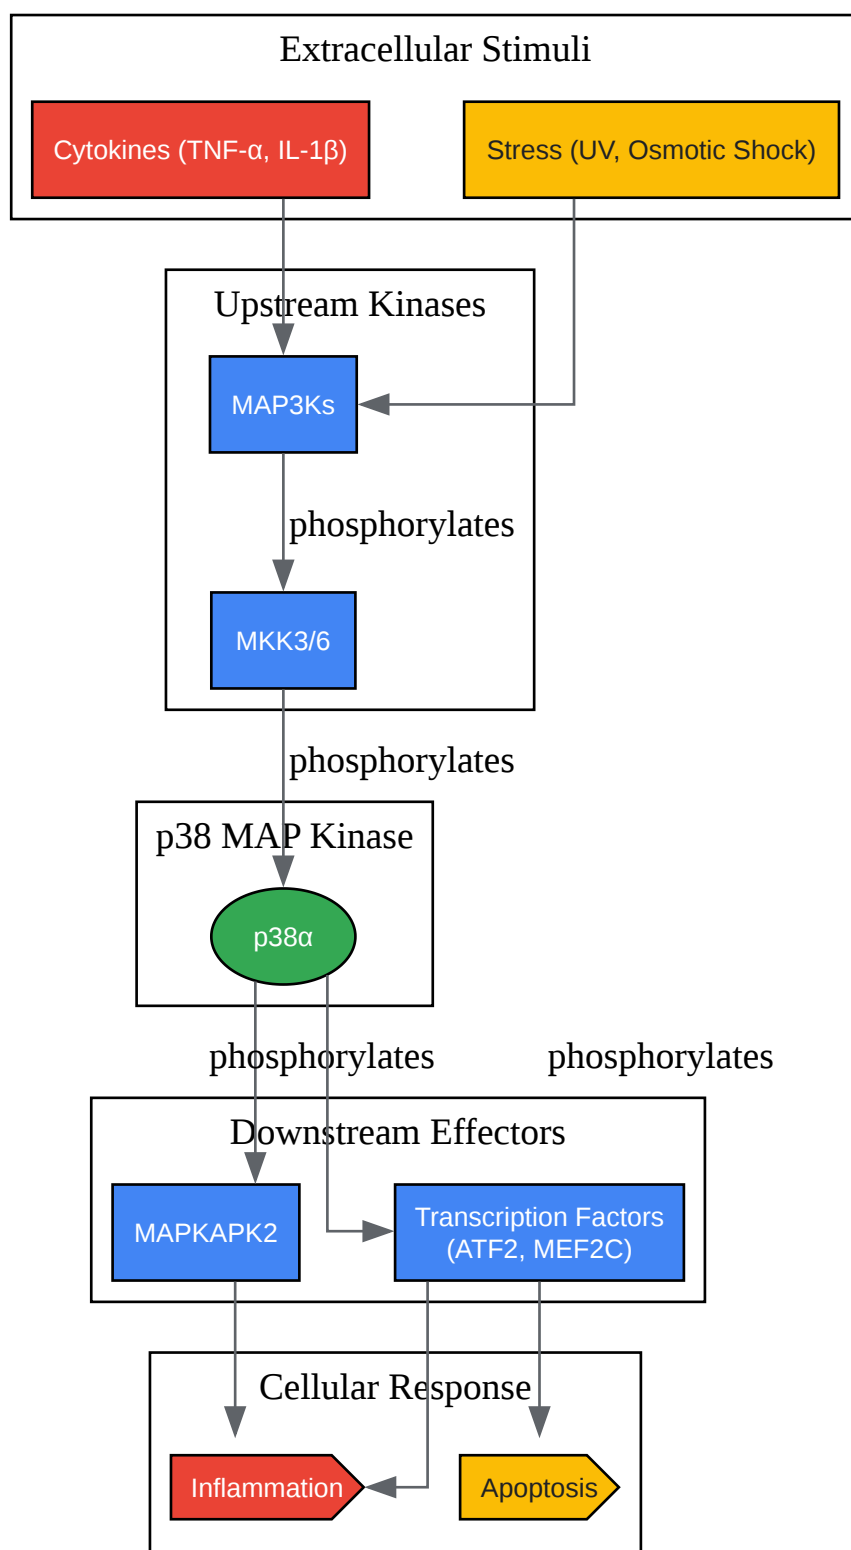 Extracellular Stimuli
Cytokines (TNF-α, IL-1β)
Stress (UV, Osmotic Shock)
Upstream Kinases
MAP3Ks
phosphorylates
MKK3/6
phosphorylates
p38 MAP Kinase
p38α
phosphorylates
phosphorylates
Downstream Effectors
MAPKAPK2
Transcription Factors
(ATF2, MEF2C)
Cellular Response
Inflammation
Apoptosis